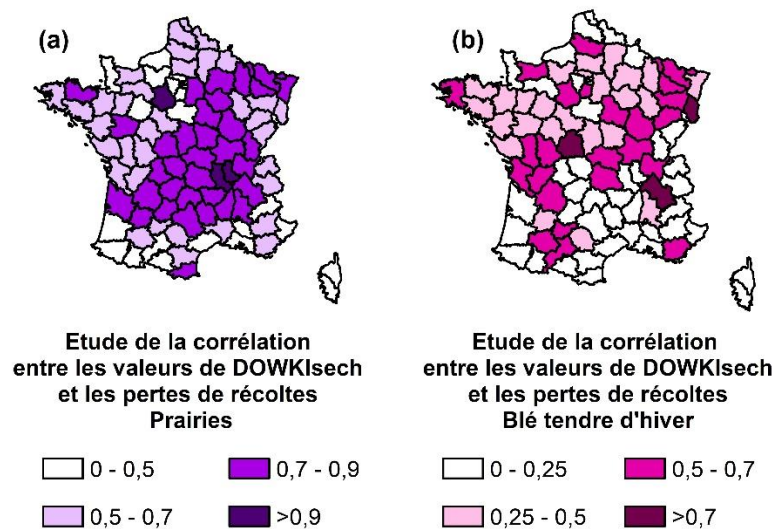 (a)
Etude de la corrélation
entre les valeurs de DOWKIsech
et les pertes de récoltes
Prairies
0 - 0,5
0,7 - 0,9
0,5 - 0,7
>0,9
(b)
Etude de la corrélation
entre les valeurs de DOWKIsech
et les pertes de récoltes
Blé tendre d'hiver
0 - 0,25
0,5 - 0,7
0,25 - 0,5
>0,7